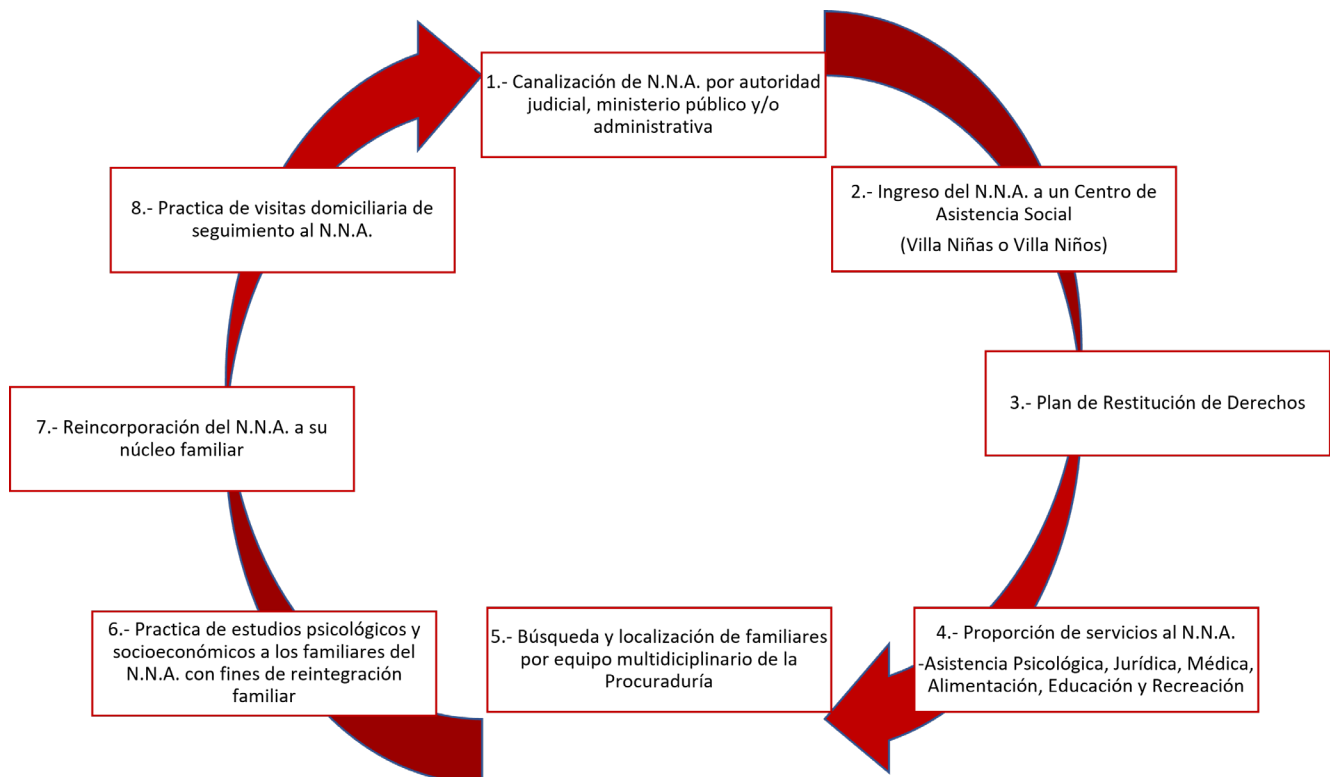 1.- Canalización de N.N.A. por autoridad
judicial, ministerio público y/o
administrativa
2.- Ingreso del N.N.A. a un Centro de
Asistencia Social
(Villa Niñas o Villa Niños)
3.- Plan de Restitución de Derechos
4.- Proporción de servicios al N.N.A.
-Asistencia Psicológica, Jurídica, Médica,
Alimentación, Educación y Recreación
5.- Búsqueda y localización de familiares
por equipo multidiciplinario de la
Procuraduría
6.- Practica de estudios psicológicos y
socioeconómicos a los familiares del
N.N.A. con fines de reintegración
familiar
7.- Reincorporación del N.N.A. a su
núcleo familiar
8.- Practica de visitas domiciliaria de
seguimiento al N.N.A.